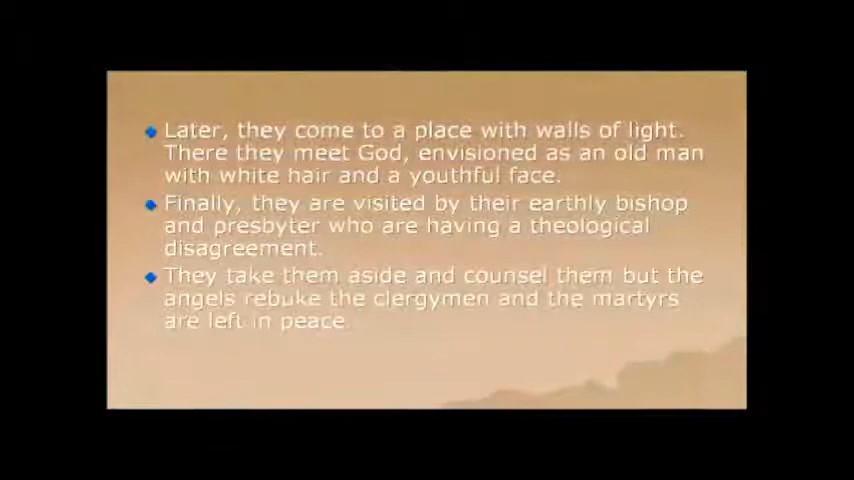 Later, they come to a place with walls of light.
There they meet God, envisioned as an old man
with white hair and a youthful face.
Finally, they are visited by their earthly bishop
and presbyter who are having a theological
disagreement.
They take them aside and counsel them but the
angels rebuke the clergymen and the martyrs
are left in peace.